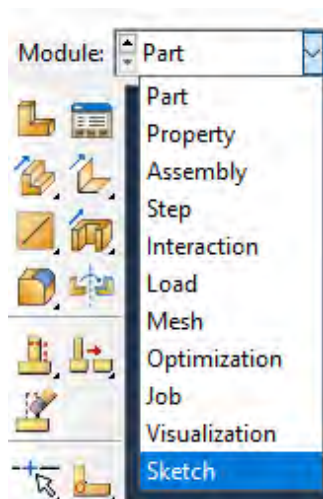 Module: Part
Part
Property
Assembly
Step
Interaction
Load
Mesh
Optimization
Job
Visualization
Sketch